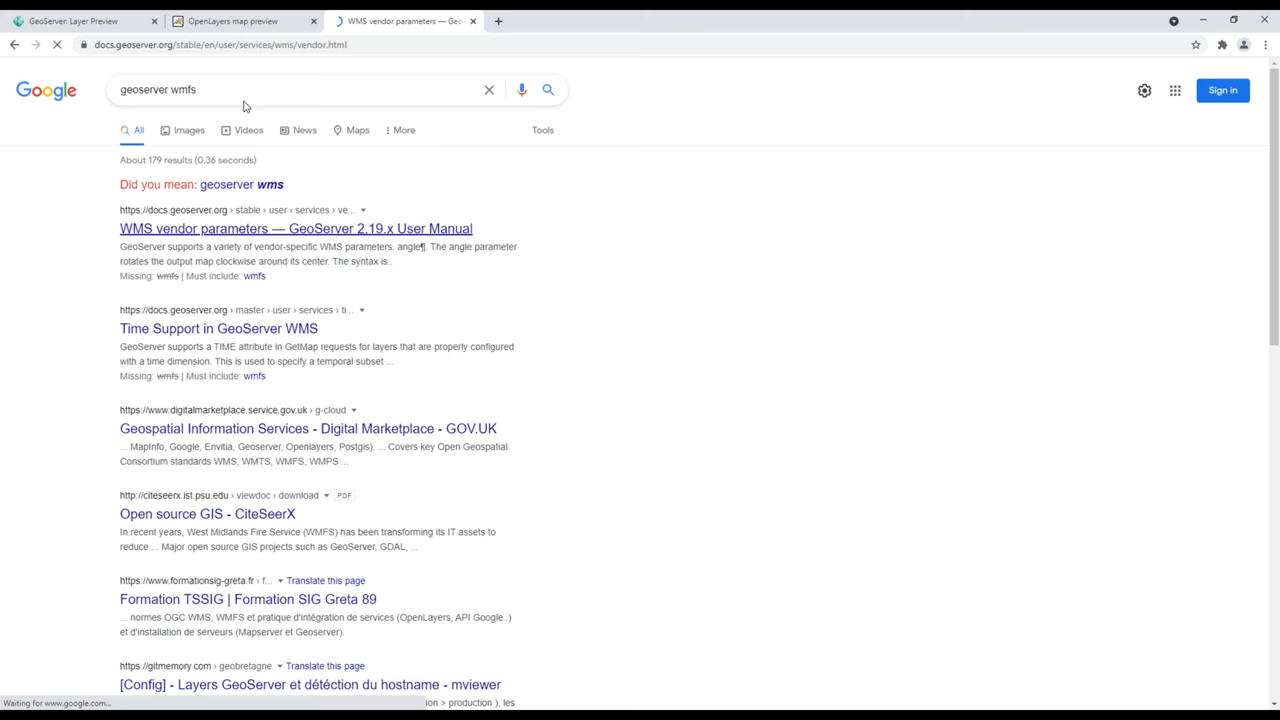 GeoServer: Layer Preview
OpenLayers map preview
WMS vendor parameters — Geo
docs.geoserver.org/stable/en/user/services/wms/vendor.html
Google
geoserver wmfs
Sign in
All
Images
Videos
News
Maps
More
Tools
About 179 results (0.36 seconds)
Did you mean: geoserver wms
https://docs.geoserver.org › stable › user › services › ve...
WMS vendor parameters — GeoServer 2.19.x User Manual
GeoServer supports a variety of vendor-specific WMS parameters. angle¶. The angle parameter
rotates the output map clockwise around its center. The syntax is:.
Missing: wmfs | Must include: wmfs
https://docs.geoserver.org › master › user › services › ti...
Time Support in GeoServer WMS
GeoServer supports a TIME attribute in GetMap requests for layers that are properly configured
with a time dimension. This is used to specify a temporal subset ...
Missing: wmfs | Must include: wmfs
https://www.digitalmarketplace.service.gov.uk › g-cloud
Geospatial Information Services - Digital Marketplace - GOV.UK
... MapInfo, Google, Envitia, Geoserver, Openlayers, Postgis). ... Covers key Open Geospatial
Consortium standards WMS, WMTS, WMFS, WMPS ...
http://citeseerx.ist.psu.edu › viewdoc › download PDF
Open source GIS - CiteSeerX
In recent years, West Midlands Fire Service (WMFS) has been transforming its IT assets to
reduce ... Major open source GIS projects such as GeoServer, GDAL, ...
https://www.formationsig-greta.fr › f... Translate this page
Formation TSSIG | Formation SIG Greta 89
... normes OGC WMS, WMFS et pratique d'intégration de services (OpenLayers, API Google..)
et d'installation de serveurs (Mapserver et Geoserver).
https://gitmemory.com › geobretagne Translate this page
[Config] - Layers GeoServer et détéction du hostname - mviewer
Waiting for www.google.com...
ion > production ), les